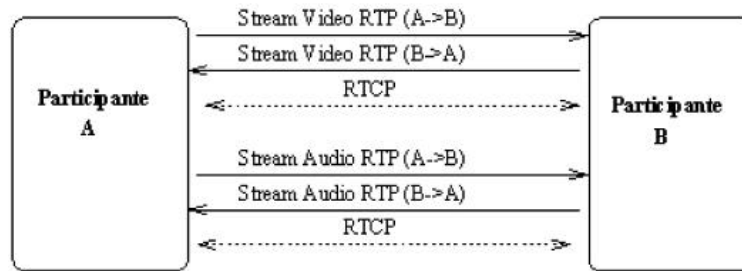 Stream Video RTP (A->B)
Stream Video RTP (B->A)
RTCP
Participante
A
Participante
B
Stream Audio RTP (A->B)
Stream Audio RTP (B->A)
RTCP